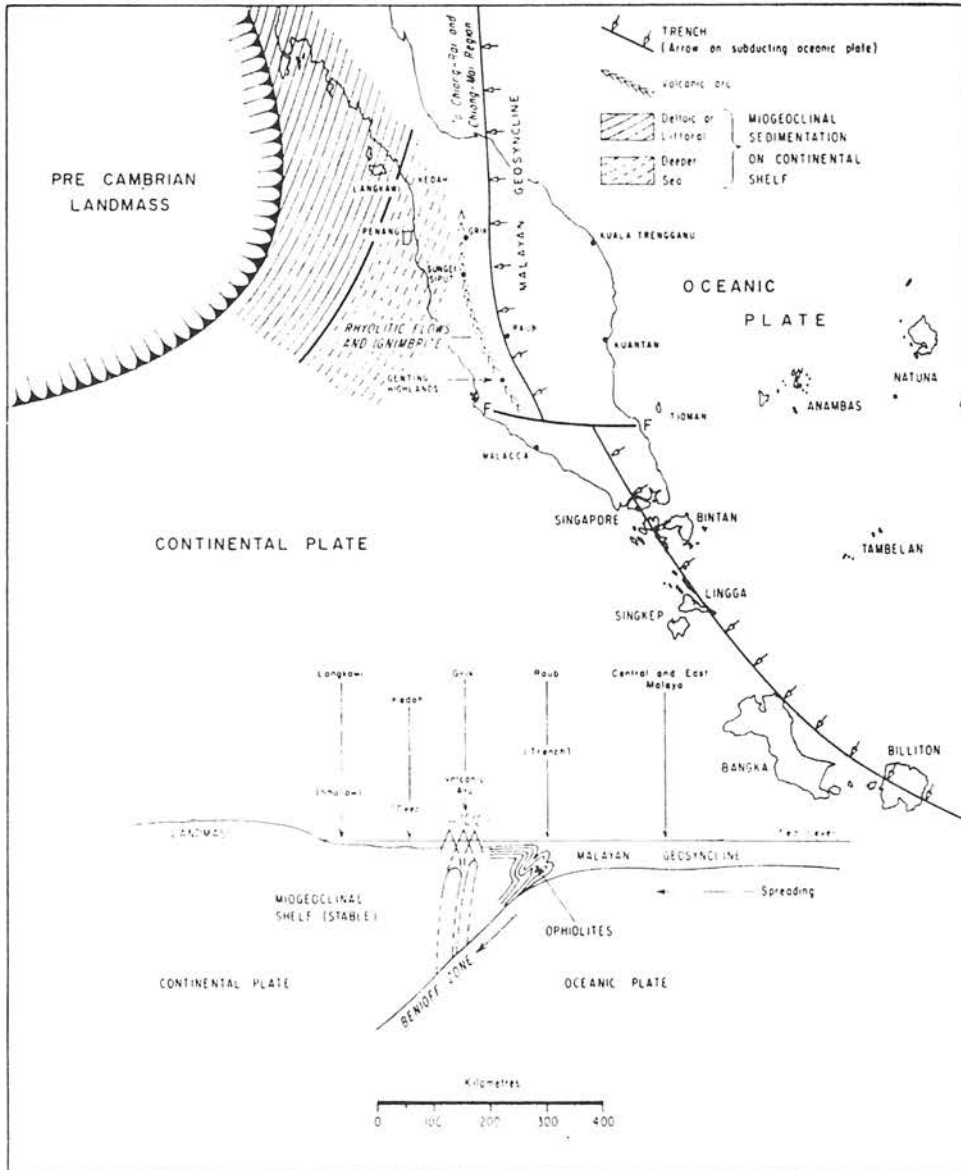 TRENCH
(Arrow on subducting oceanic plate)
Volcanic arc
Deltaic or
Littoral
Deeper
Sea
MIOGEOCLINAL
SEDIMENTATION
ON CONTINENTAL
SHELF
Chiang-Rai and
Chiang-Mai Region
MALAYAN GEOSYNCLINE
PRE CAMBRIAN
LANDMASS
LANGKAWI
KEDAH
PENANG
GRIK
SUNGEI
SIPUT
KUALA TRENGGANU
OCEANIC
PLATE
RHYOLITIC FLOWS
AND IGNIMBRITE
RAUB
KUANTAN
NATUNA
GENTING
HIGHLANDS
ANAMBAS
F
F
TIOMAN
MALACCA
SINGAPORE
BINTAN
CONTINENTAL PLATE
TAMBELAN
LINGGA
SINGKEP
Langkawi
Kedah
Grik
Raub
Central and East
Malaya
(Trench)
BANGKA
BILLITON
(Shallow)
Volcanic
Arc
LANDMASS
Sea Level
MALAYAN GEOSYNCLINE
Spreading
MIOGEOCLINAL
SHELF (STABLE)
OPHIOLITES
CONTINENTAL PLATE
BENIOFF ZONE
OCEANIC PLATE
Kilometres
0 100 200 300 400